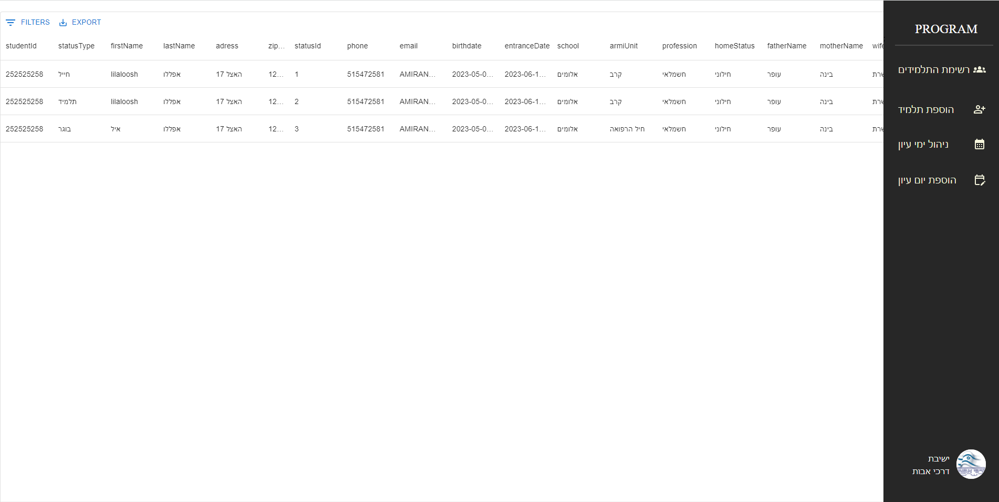 FILTERS EXPORT
studentId statusType firstName lastName adress zip... statusId phone email birthdate entranceDate school armiUnit profession homeStatus fatherName motherName wife
252525258 חייל lilaloosh אפללו האצל 17 12... 1 515472581 AMIRAN... 2023-05-0... 2023-06-1... אלומים קרב חשמלאי חילוני עופר בינה שרת
252525258 תלמיד lilaloosh אפללו האצל 17 12... 2 515472581 AMIRAN... 2023-05-0... 2023-06-1... אלומים קרב חשמלאי חילוני עופר בינה שרת
252525258 בוגר איל אפללו האצל 17 12... 3 515472581 AMIRAN... 2023-05-0... 2023-06-1... אלומים חיל הרפואה חשמלאי חילוני עופר בינה שרת
PROGRAM
רשימת התלמידים
הוספת תלמיד
ניהול ימי עיון
הוספת יום עיון
ישיבת
דרכי אבות